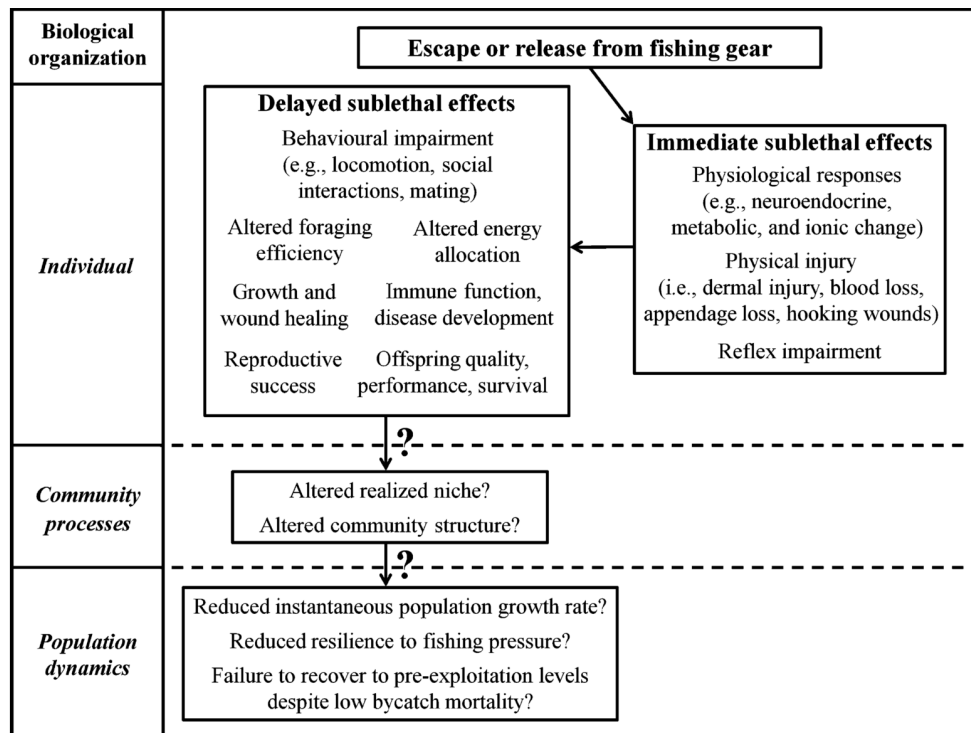 Biological
organization
Escape or release from fishing gear
Individual
Delayed sublethal effects
Behavioural impairment
(e.g., locomotion, social
interactions, mating)
Altered foraging
efficiency
Altered energy
allocation
Growth and
wound healing
Immune function,
disease development
Reproductive
success
Offspring quality,
performance, survival
Immediate sublethal effects
Physiological responses
(e.g., neuroendocrine,
metabolic, and ionic change)
Physical injury
(i.e., dermal injury, blood loss,
appendage loss, hooking wounds)
Reflex impairment
?
Community
processes
Altered realized niche?
Altered community structure?
?
Population
dynamics
Reduced instantaneous population growth rate?
Reduced resilience to fishing pressure?
Failure to recover to pre-exploitation levels
despite low bycatch mortality?